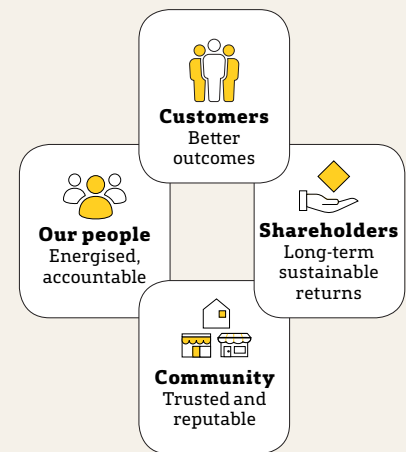 Customers
Better
outcomes
Our people
Energised,
accountable
Shareholders
Long-term
sustainable
returns
Community
Trusted and
reputable